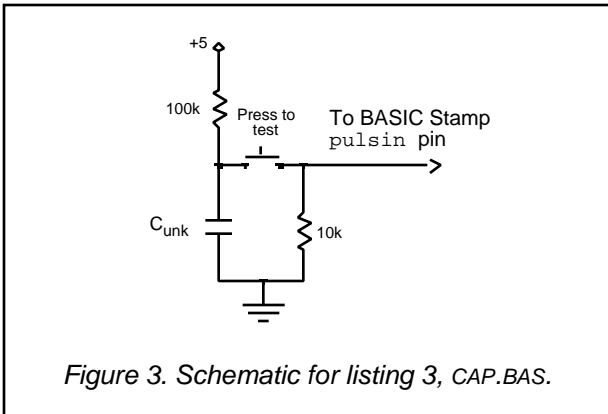 +5
100k
Press to
test
To BASIC Stamp
pulsin pin
Cunk
10k
Figure 3. Schematic for listing 3, CAP.BAS.